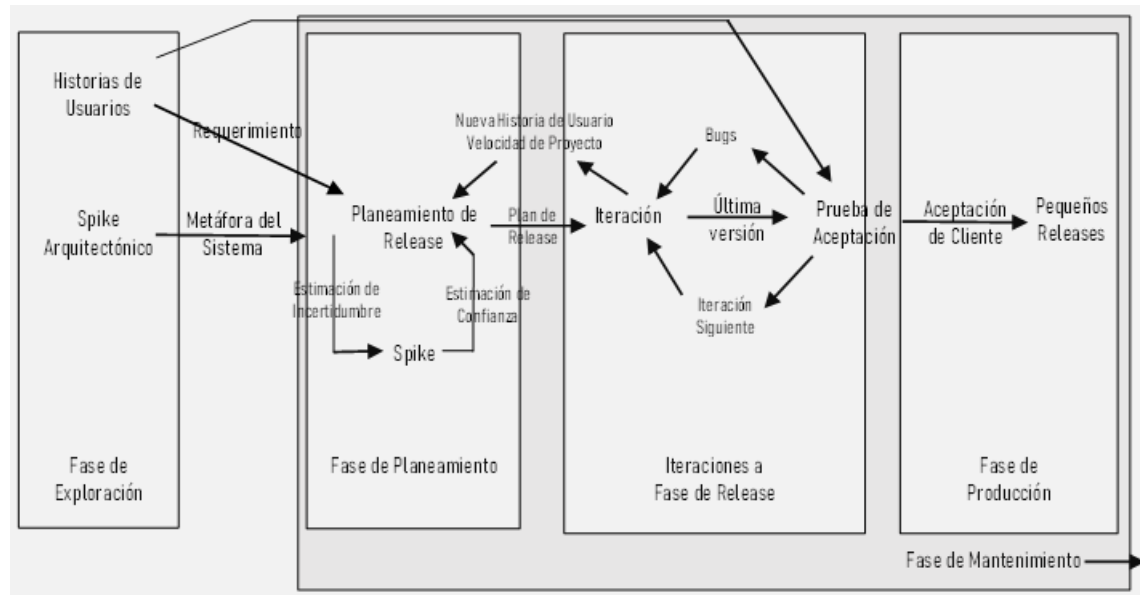 Historias de
Usuarios
Requerimiento
Spike
Arquitectónico
Metáfora del
Sistema
Fase de
Exploración
Nueva Historia de Usuario
Velocidad de Proyecto
Planeamiento de
Release
Estimación de
Incertidumbre
Estimación de
Confianza
Spike
Fase de Planeamiento
Plan de
Release
Bugs
Iteración
Última
versión
Prueba de
Aceptación
Iteración
Siguiente
Iteraciones a
Fase de Release
Aceptación
de Cliente
Pequeños
Releases
Fase de
Producción
Fase de Mantenimiento